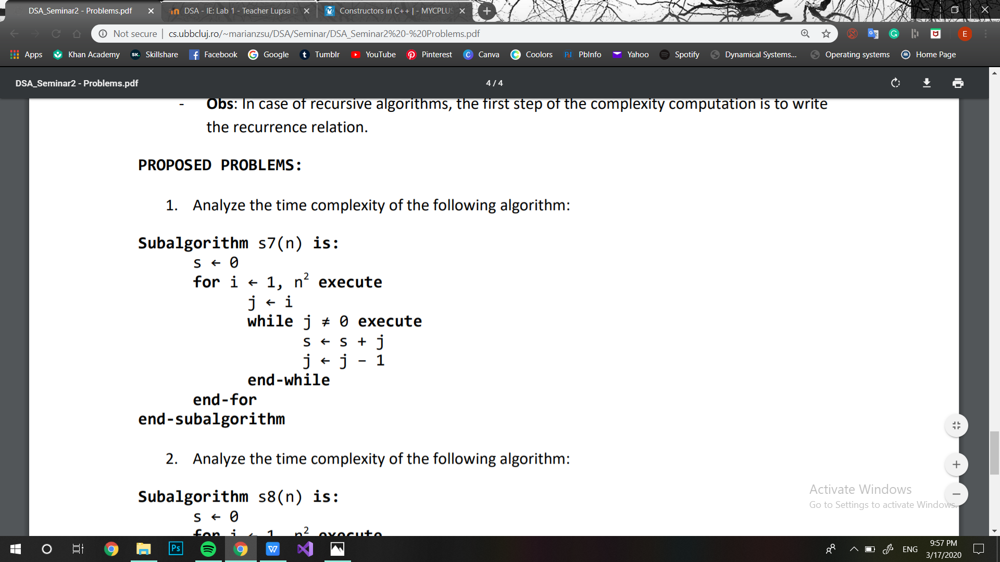 DSA_Seminar2 - Problems.pdf
DSA - IE: Lab 1 - Teacher Lupsa D
Constructors in C++ | - MYCPLUS
Not secure | cs.ubbcluj.ro/~marianzsu/DSA/Seminar/DSA_Seminar2%20-%20Problems.pdf
E
Apps Khan Academy SK. Skillshare Facebook Google Tumblr YouTube Pinterest Canva Coolors PbInfo Yahoo Spotify Dynamical Systems... Operating systems Home Page
DSA_Seminar2 - Problems.pdf 4 / 4
- Obs: In case of recursive algorithms, the first step of the complexity computation is to write
the recurrence relation.
PROPOSED PROBLEMS:
1. Analyze the time complexity of the following algorithm:
Subalgorithm s7(n) is:
s ← 0
for i ← 1, n² execute
j ← i
while j ≠ 0 execute
s ← s + j
j ← j - 1
end-while
end-for
end-subalgorithm
2. Analyze the time complexity of the following algorithm:
Subalgorithm s8(n) is:
s ← 0
for i ← 1, n² execute
Activate Windows
Go to Settings to activate Windows.
Ps
W
ENG
9:57 PM
3/17/2020